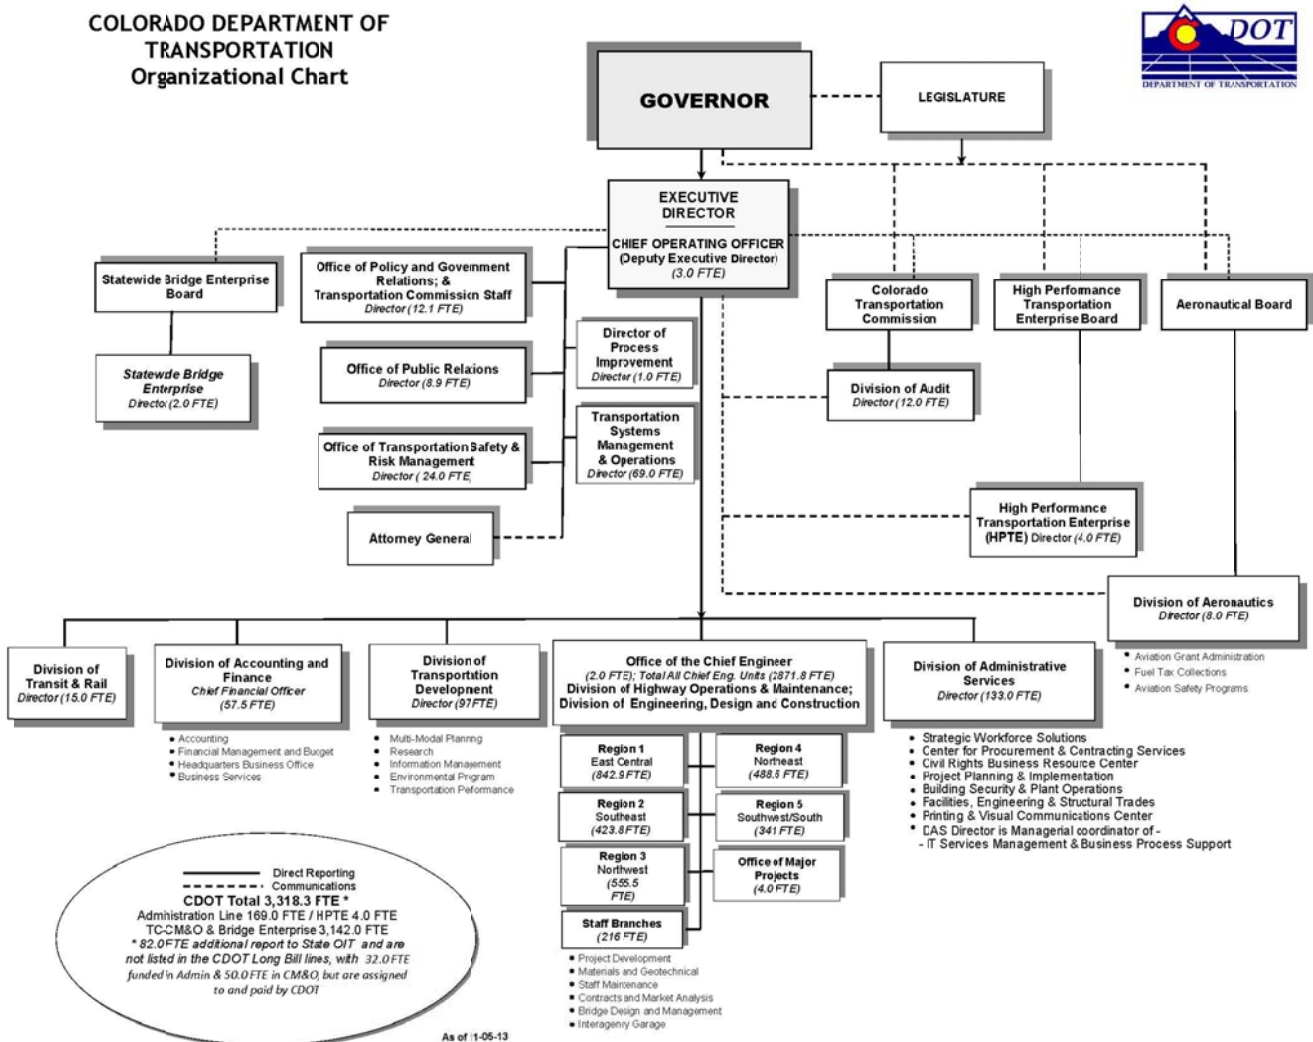 COLORADO DEPARTMENT OF
TRANSPORTATION
Organizational Chart
DOT
DEPARTMENT OF TRANSPORTATION
GOVERNOR
LEGISLATURE
EXECUTIVE
DIRECTOR
CHIEF OPERATING OFFICER
(Deputy Executive Director)
(3.0 FTE)
Statewide Bridge Enterprise
Board
Statewide Bridge
Enterprise
Director (2.0 FTE)
Office of Policy and Government
Relations; &
Transportation Commission Staff
Director (12.1 FTE)
Office of Public Relaions
Director (8.9 FTE)
Office of Transportation Safety &
Risk Management
Director ( 24.0 FTE)
Attorney General
Director of
Process
Improvement
Director (1.0 FTE)
Transportation
Systems
Management
& Operations
Director (69.0 FTE)
Colorado
Transportation
Commission
High Performance
Transportation
Enterprise Board
Aeronautical Board
Division of Audit
Director (12.0 FTE)
High Performance
Transportation Enterprise
(HPTE) Director (4.0 FTE)
Division of Aeronautics
Director (8.0 FTE)
• Aviation Grant Administration
• Fuel Tax Collections
• Aviation Safety Programs
Division of
Transit & Rail
Director (15.0 FTE)
Division of Accounting and
Finance
Chief Financial Officer
(57.5 FTE)
• Accounting
• Financial Management and Budget
• Headquarters Business Office
• Business Services
Division of
Transportation
Development
Director (97 FTE)
• Multi-Modal Planning
• Research
• Information Management
• Environmental Program
• Transportation Peformance
Office of the Chief Engineer
(2.0 FTE); Total All Chief Eng. Units (2871.8 FTE)
Division of Highway Operations & Maintenance;
Division of Engineering, Design and Construction
Region 1
East Central
(842.9 FTE)
Region 2
Southeast
(423.8 FTE)
Region 3
Northwest
(555.5
FTE)
Staff Branches
(216 FTE)
• Project Development
• Materials and Geotechnical
• Staff Maintenance
• Contracts and Market Analysis
• Bridge Design and Management
• Interagency Garage
Region 4
Northeast
FTE)
Region 5
Southwest/South
(341 FTE)
Office of Major
Projects
(4.0 FTE)
Division of Administrative
Services
Director (133.0 FTE)
• Strategic Workforce Solutions
• Center for Procurement & Contracting Services
• Civil Rights Business Resource Center
• Project Planning & Implementation
• Building Security & Plant Operations
• Facilities, Engineering & Structural Trades
• Printing & Visual Communications Center
• DAS Director is Managerial coordinator of -
- IT Services Management & Business Process Support
Direct Reporting
Communications
CDOT Total 3,318.3 FTE *
Administration Line 169.0 FTE / HPTE 4.0 FTE
TC-CM&O & Bridge Enterprise 3,142.0 FTE
* 82.0 FTE additional report to State OIT and are
not listed in the CDOT Long Bill lines, with 32.0 FTE
funded in Admin & 50.0 FTE in CM&O, but are assigned
to and paid by CDOT
As of 11-05-13